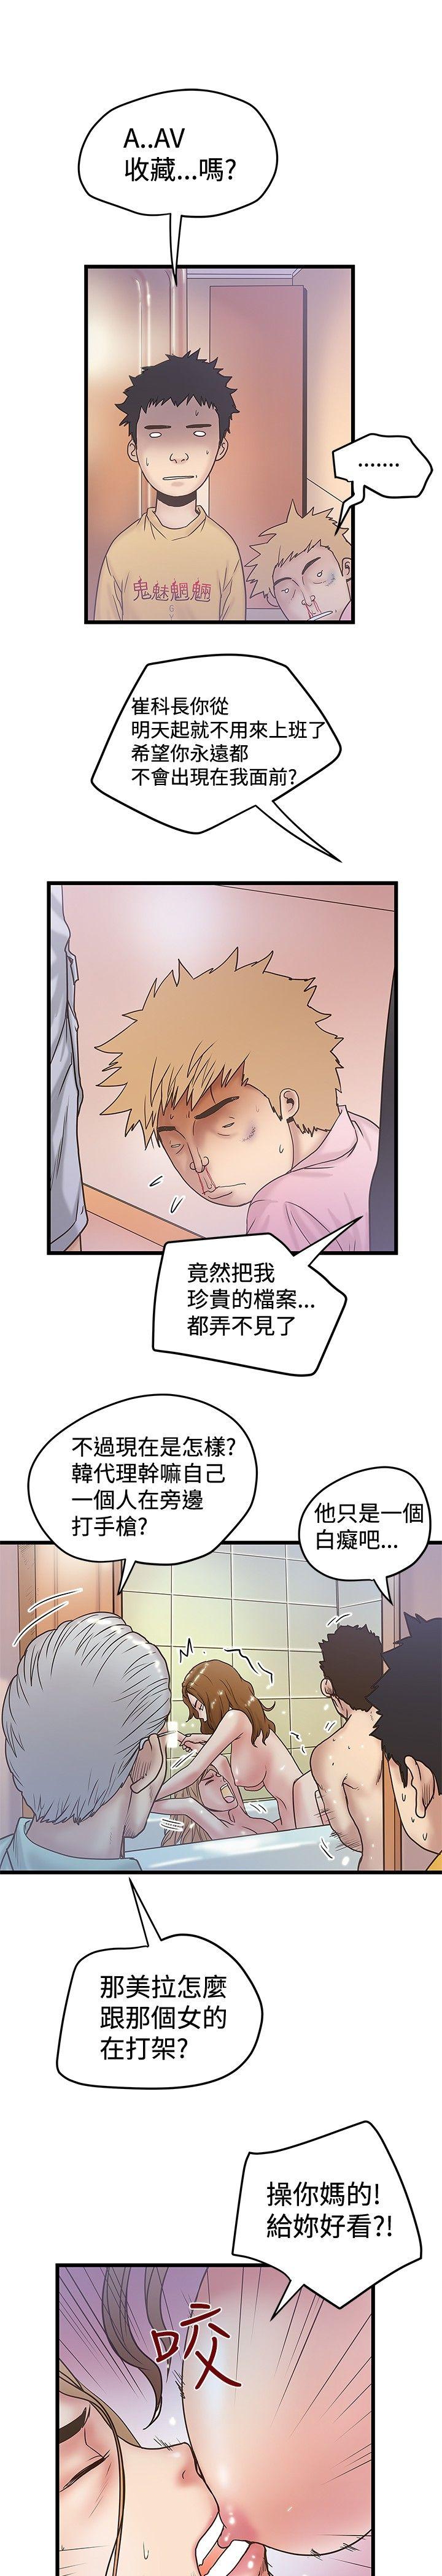 A..AV
收藏...嗎?
.......
鬼魅魍魎
崔科長你從
明天起就不用來上班了
希望你永遠都
不會出現在我面前?
竟然把我
珍貴的檔案...
都弄不見了
不過現在是怎樣?
韓代理幹嘛自己
一個人在旁邊
打手槍?
他只是一個
白癡吧...
那美拉怎麼
跟那個女的
在打架?
操你媽的!
給妳好看?!
咬